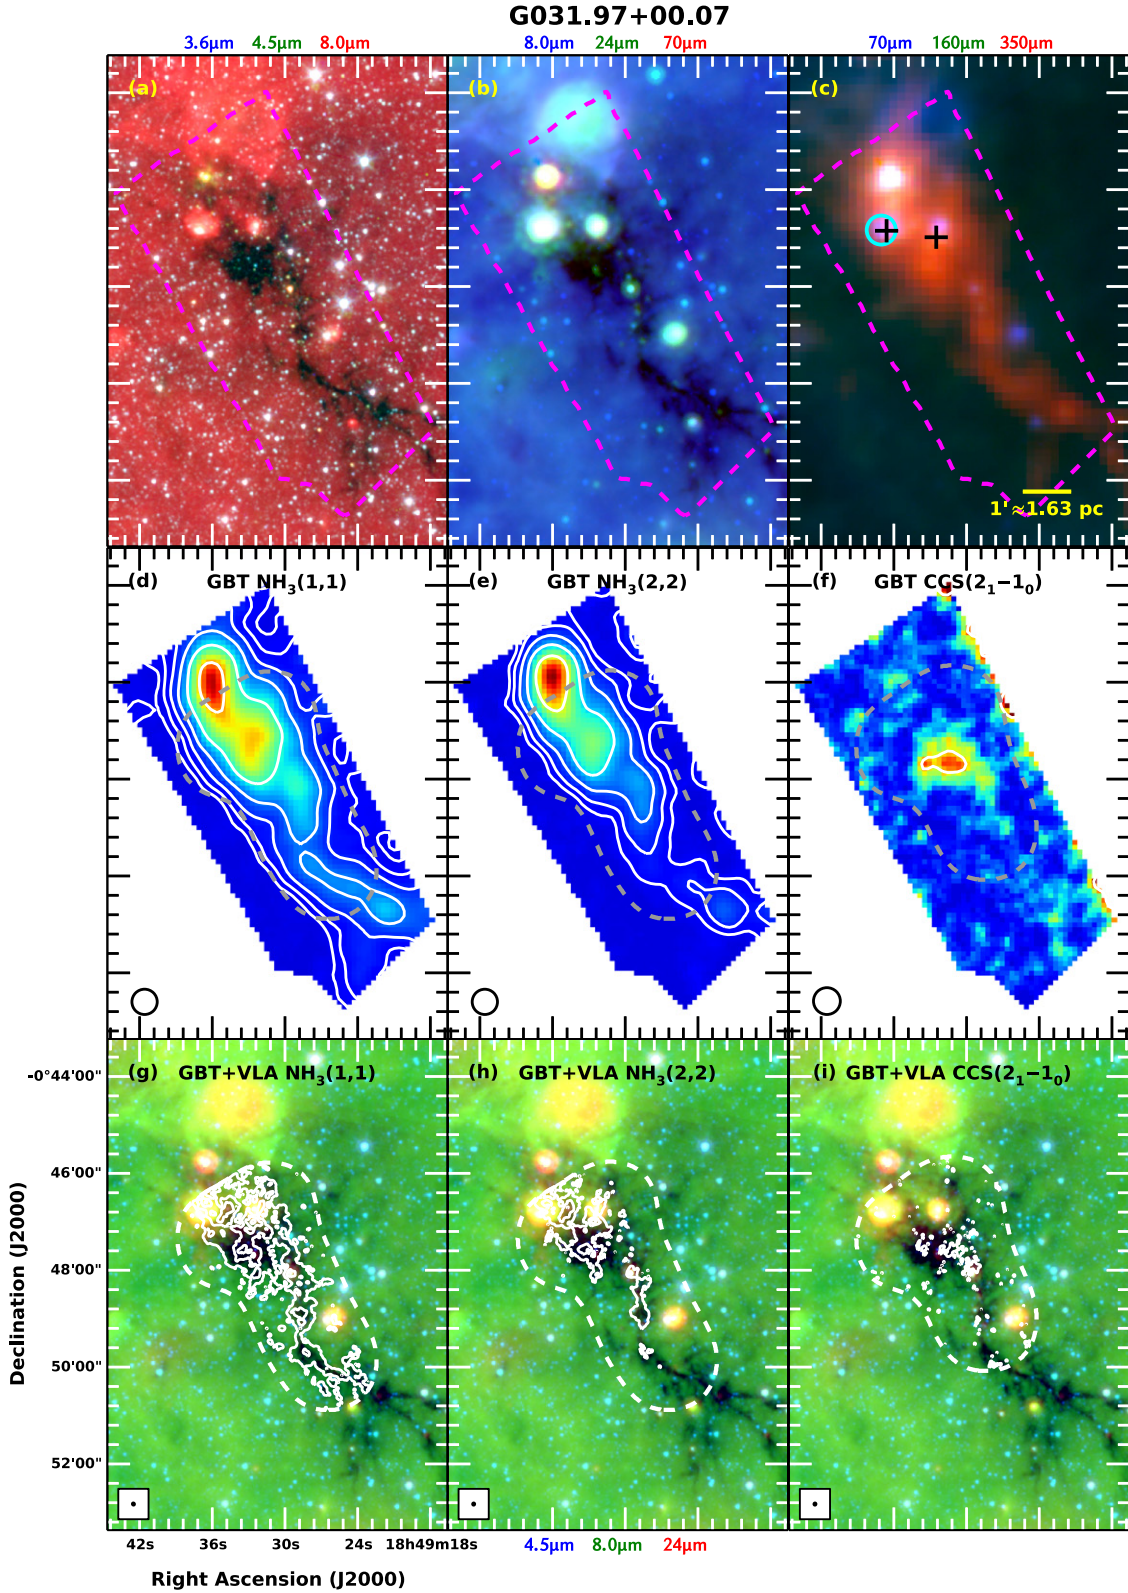 G031.97+00.07
3.6μm 4.5μm 8.0μm
8.0μm 24μm 70μm
70μm 160μm 350μm
(a)
(b)
(c)
1' ≈1.63 pc
(d) GBT NH₃(1,1)
(e) GBT NH₃(2,2)
(f) GBT CCS(2₁−1₀)
(g) GBT+VLA NH₃(1,1)
(h) GBT+VLA NH₃(2,2)
(i) GBT+VLA CCS(2₁−1₀)
-0°44'00"
46'00"
48'00"
50'00"
52'00"
Declination (J2000)
42s 36s 30s 24s 18h49m18s
4.5μm 8.0μm 24μm
Right Ascension (J2000)